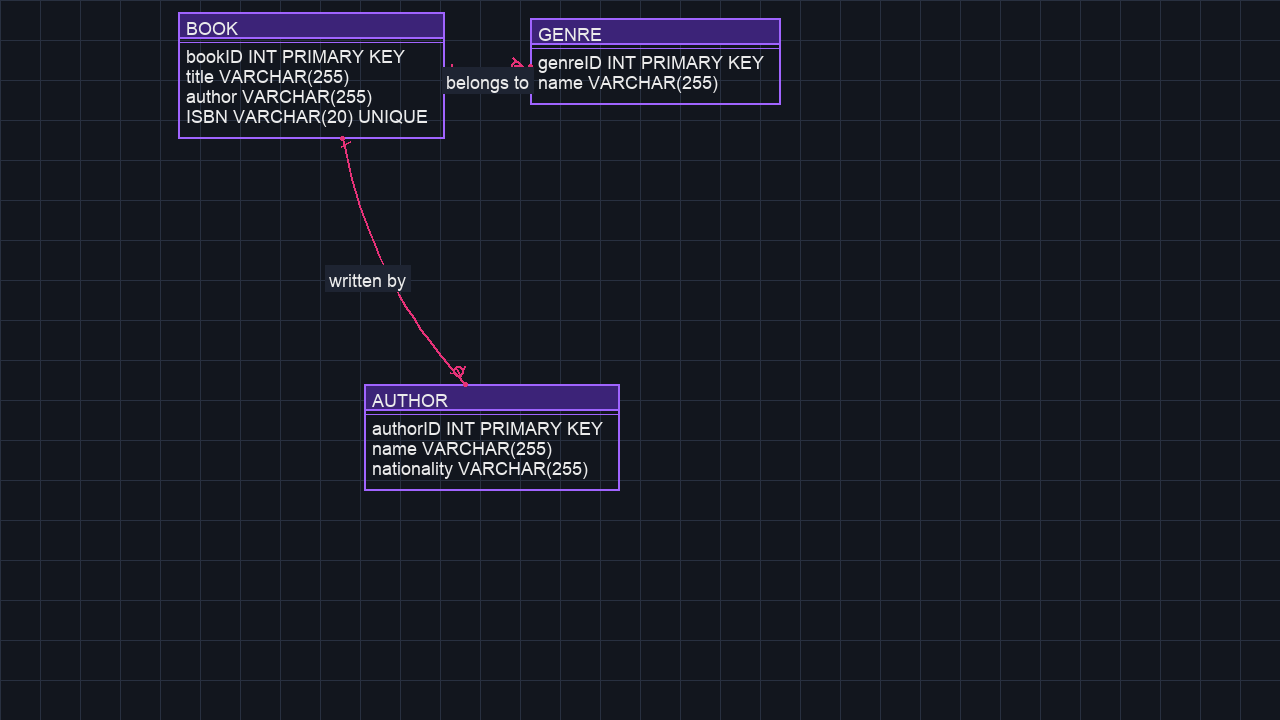 BOOK
bookID INT PRIMARY KEY
title VARCHAR(255)
author VARCHAR(255)
ISBN VARCHAR(20) UNIQUE
belongs to
GENRE
genreID INT PRIMARY KEY
name VARCHAR(255)
written by
AUTHOR
authorID INT PRIMARY KEY
name VARCHAR(255)
nationality VARCHAR(255)